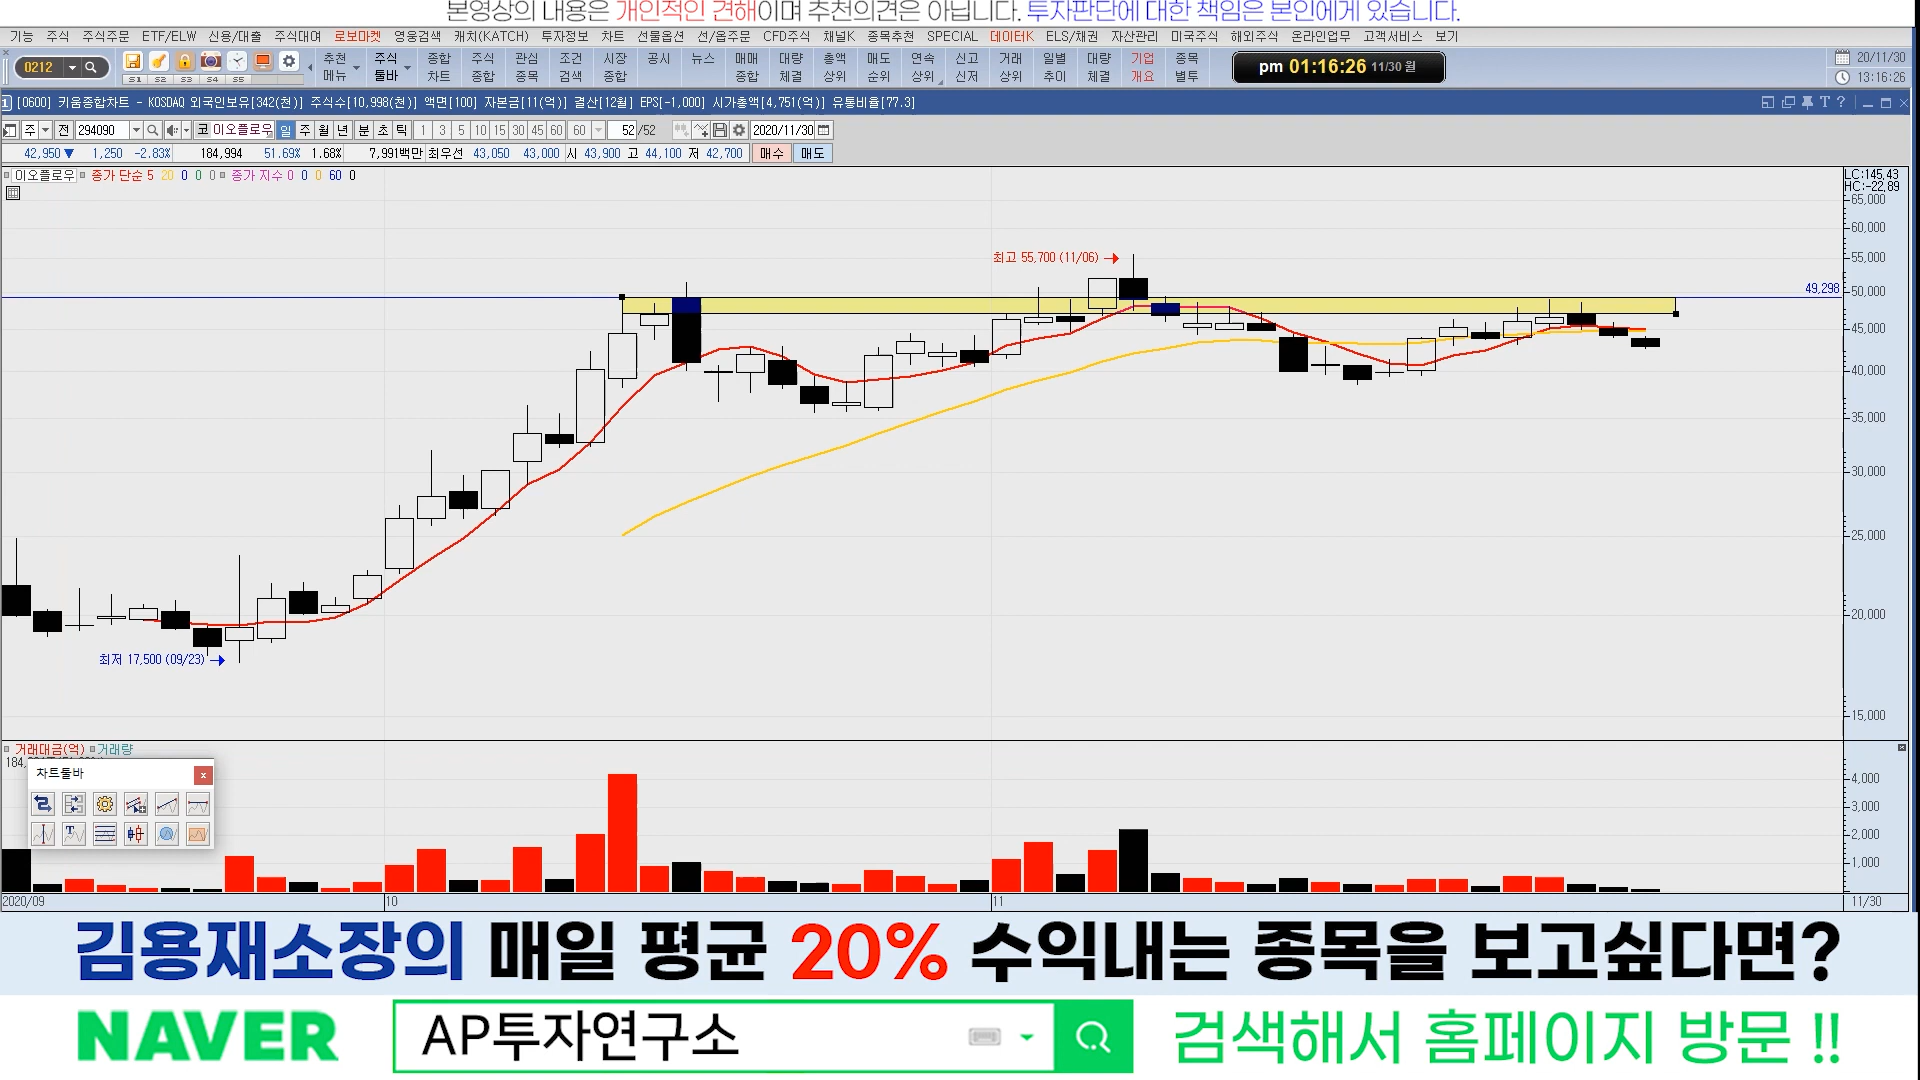 본영상의 내용은 개인적인 견해이며 추천의견은 아닙니다. 투자판단에 대한 책임은 본인에게 있습니다.
기능 주식 주식주문 ETF/ELW 신용/대출 주식대여 로보마켓 영웅검색 캐치(KATCH) 투자정보 차트 선물옵션 선/옵주문 CFD주식 채널K 종목추천 SPECIAL 데이터K ELS/채권 자산관리 미국주식 해외주식 온라인업무 고객서비스 보기
0212 추천 주식 종합 주식 관심 조건 시장 공시 뉴스 매매 대량 총액 매도 연속 신고 거래 일별 대량 기업 종목 pm 01:16:26 11/30 월 20/11/30
S1 S2 S3 S4 S5 메뉴 툴바 차트 종합 종목 검색 종합 종합 체결 상위 순위 상위 신저 상위 추이 체결 개요 별투 13:16:26
1 [0600] 키움종합차트 - KOSDAQ 외국인보유[342(천)] 주식수[10,998(천)] 액면[100] 자본금[11(억)] 결산[12월] EPS[-1,000] 시가총액[4,751(억)] 유통비율[77.3]
주 전 294090 코 이오플로우 일 주 월 년 분 초 틱 1 3 5 10 15 30 45 60 60 52 /52 2020/11/30
42,950 ▼ 1,250 -2.83% 184,994 51.69% 1.68% 7,991백만 최우선 43,050 43,000 시 43,900 고 44,100 저 42,700 매수 매도
이오플로우 종가 단순 5 20 0 0 0 종가 지수 0 0 0 60 0
LC:145,43
HC:-22,89
65,000
60,000
최고 55,700 (11/06) 55,000
49,298
50,000
45,000
40,000
35,000
30,000
25,000
20,000
최저 17,500 (09/23)
15,000
거래대금(억) 거래량
184,
차트툴바
4,000
3,000
2,000
1,000
2020/09 10 11 11/30
김용재소장의 매일 평균 20% 수익내는 종목을 보고싶다면?
NAVER AP투자연구소 검색해서 홈페이지 방문 !!